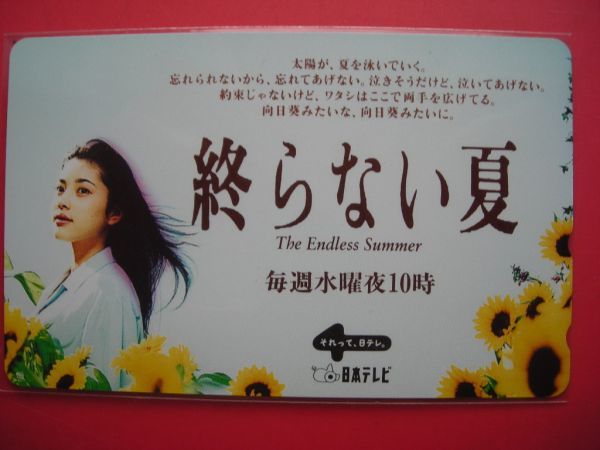 太陽が、夏を泳いでいく。
忘れられないから、忘れてあげない。泣きそうだけど、泣いてあげない。
約束じゃないけど、ワタシはここで両手を広げてる。
向日葵みたいな、向日葵みたいに。
終らない夏
The Endless Summer
毎週水曜夜10時
それって、日テレ。
日本テレビ